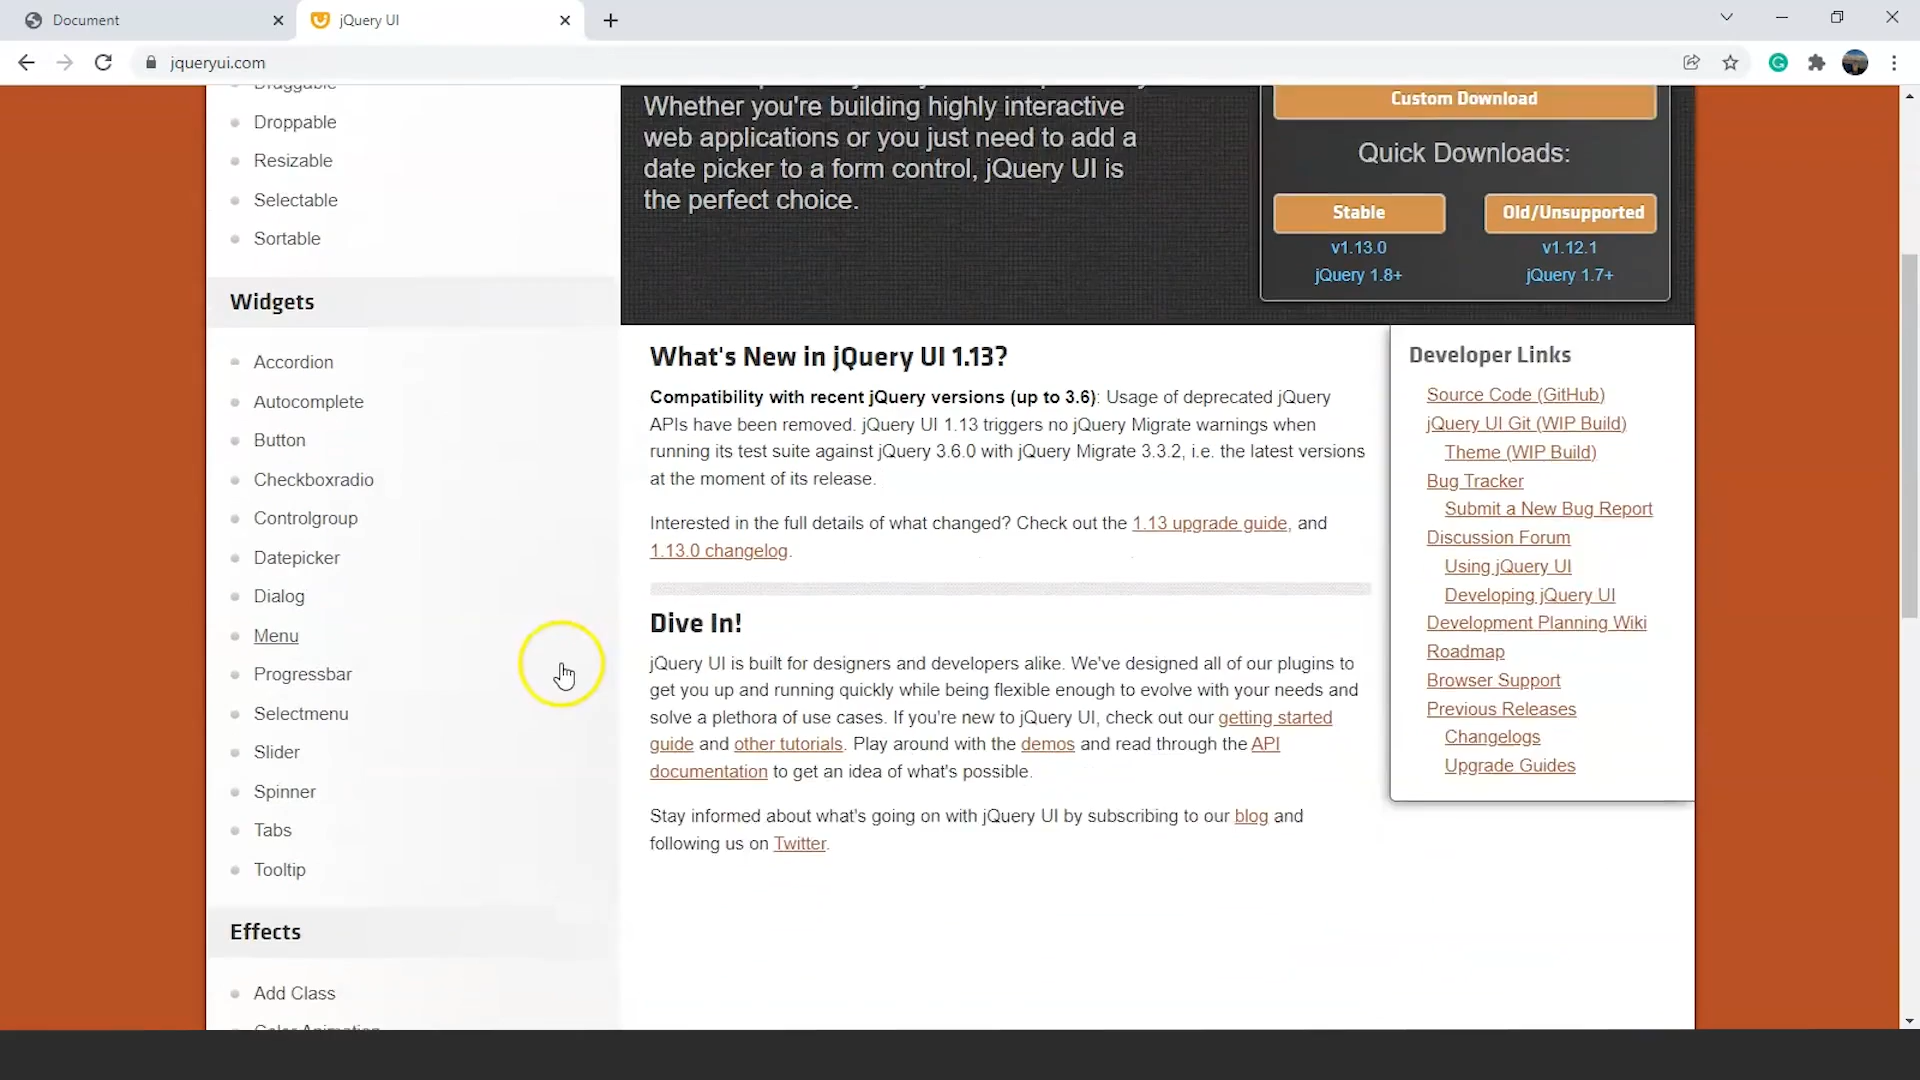 Document
jQuery UI
jqueryui.com
Draggable
Droppable
Resizable
Selectable
Sortable
Widgets
Accordion
Autocomplete
Button
Checkboxradio
Controlgroup
Datepicker
Dialog
Menu
Progressbar
Selectmenu
Slider
Spinner
Tabs
Tooltip
Effects
Add Class
Color Animation
Whether you're building highly interactive
web applications or you just need to add a
date picker to a form control, jQuery UI is
the perfect choice.
Custom Download
Quick Downloads:
Stable
Old/Unsupported
v1.13.0
v1.12.1
jQuery 1.8+
jQuery 1.7+
What's New in jQuery UI 1.13?
Compatibility with recent jQuery versions (up to 3.6): Usage of deprecated jQuery
APIs have been removed. jQuery UI 1.13 triggers no jQuery Migrate warnings when
running its test suite against jQuery 3.6.0 with jQuery Migrate 3.3.2, i.e. the latest versions
at the moment of its release.
Interested in the full details of what changed? Check out the 1.13 upgrade guide, and
1.13.0 changelog.
Dive In!
jQuery UI is built for designers and developers alike. We've designed all of our plugins to
get you up and running quickly while being flexible enough to evolve with your needs and
solve a plethora of use cases. If you're new to jQuery UI, check out our getting started
guide and other tutorials. Play around with the demos and read through the API
documentation to get an idea of what's possible.
Stay informed about what's going on with jQuery UI by subscribing to our blog and
following us on Twitter.
Developer Links
Source Code (GitHub)
jQuery UI Git (WIP Build)
Theme (WIP Build)
Bug Tracker
Submit a New Bug Report
Discussion Forum
Using jQuery UI
Developing jQuery UI
Development Planning Wiki
Roadmap
Browser Support
Previous Releases
Changelogs
Upgrade Guides